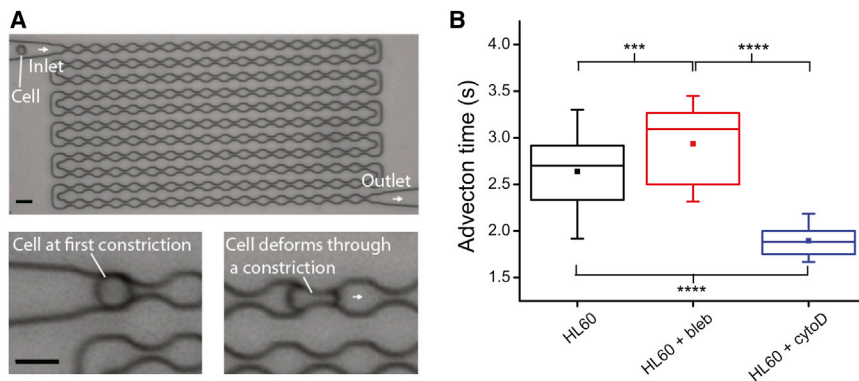 A
Inlet
Cell
Outlet
Cell at first constriction
Cell deforms through
a constriction
B
Advecton time (s)
4.0
3.5
3.0
2.5
2.0
1.5
***
****
****
HL60
HL60 + bleb
HL60 + cytoD